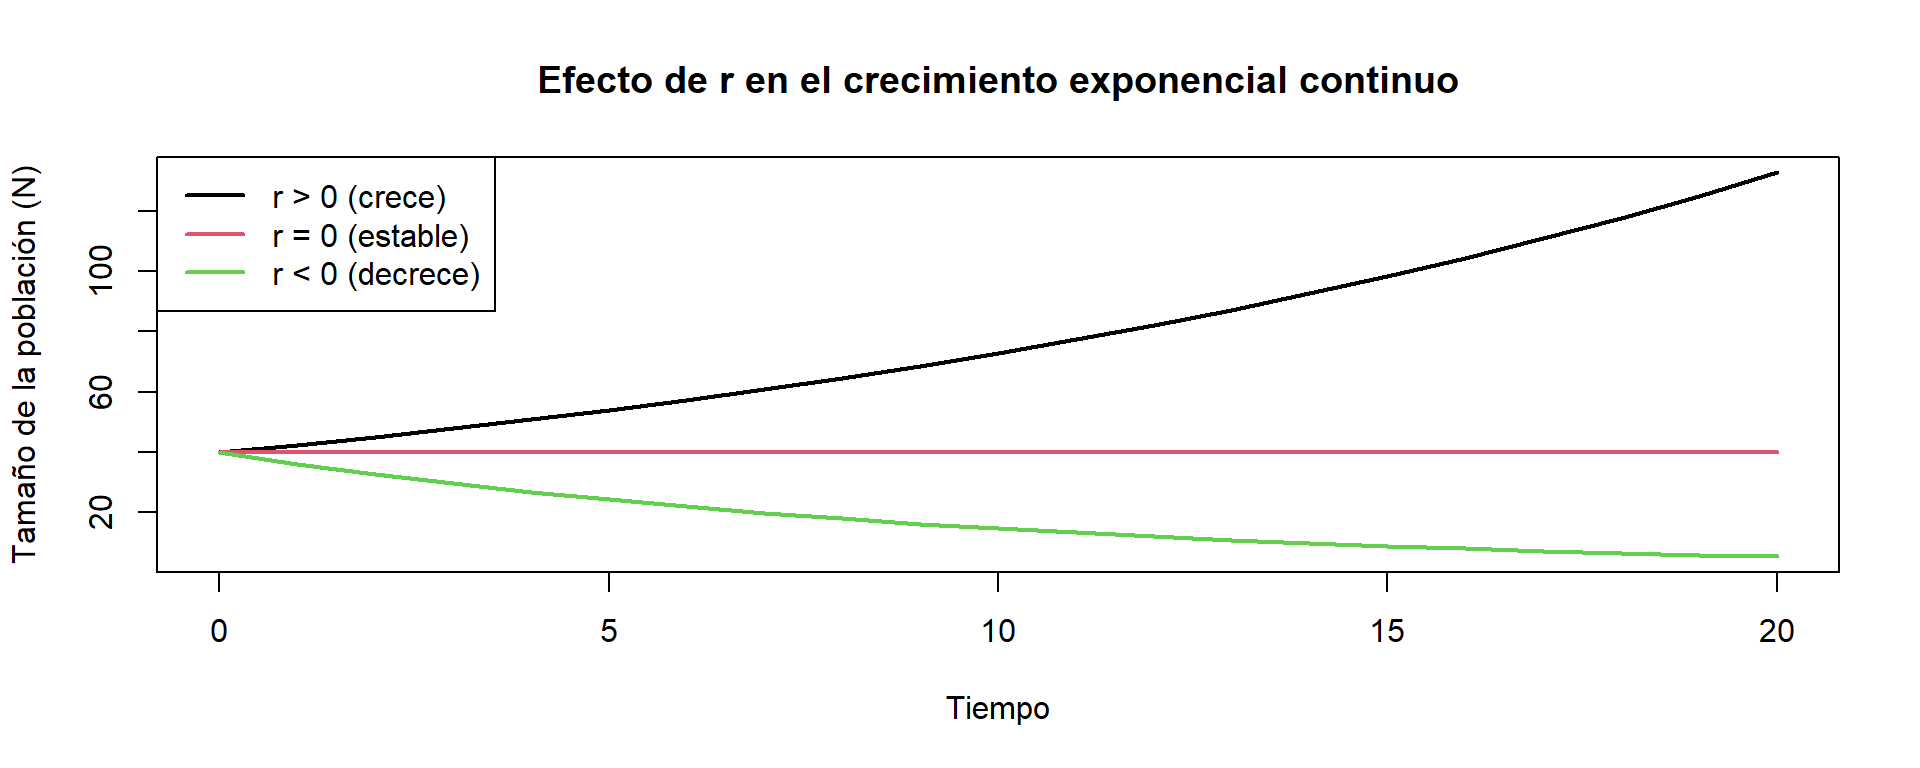 Efecto de r en el crecimiento exponencial continuo
Tamaño de la población (N)
r > 0 (crece)
r = 0 (estable)
r < 0 (decrece)
100
60
20
0 5 10 15 20
Tiempo